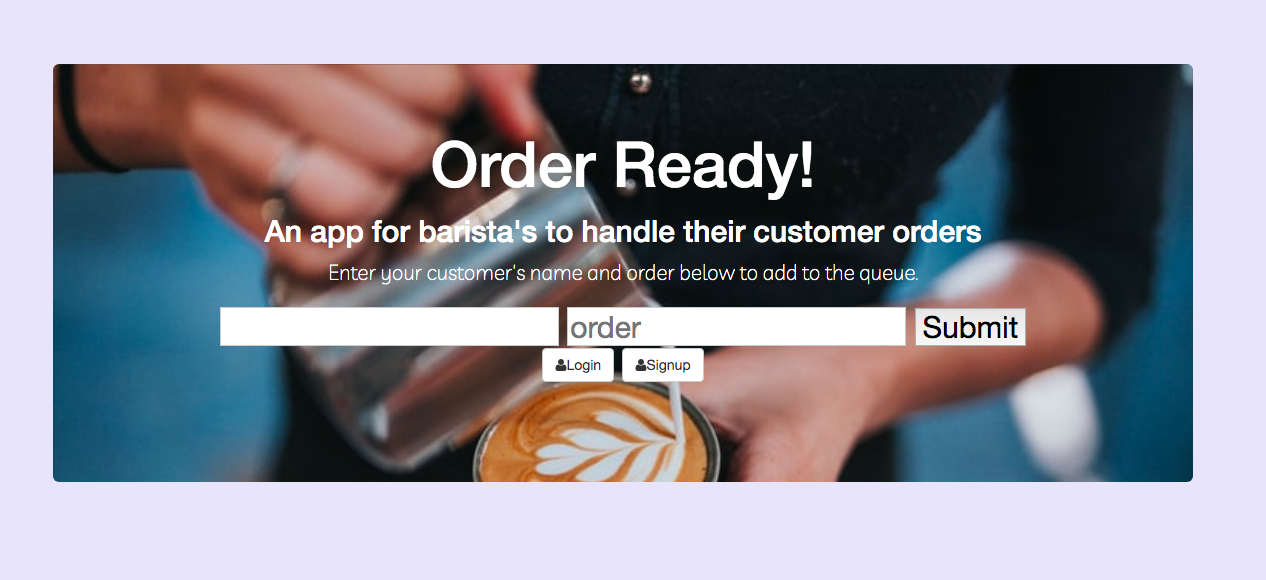 Order Ready!
An app for barista's to handle their customer orders
Enter your customer's name and order below to add to the queue.
order Submit
Login Signup